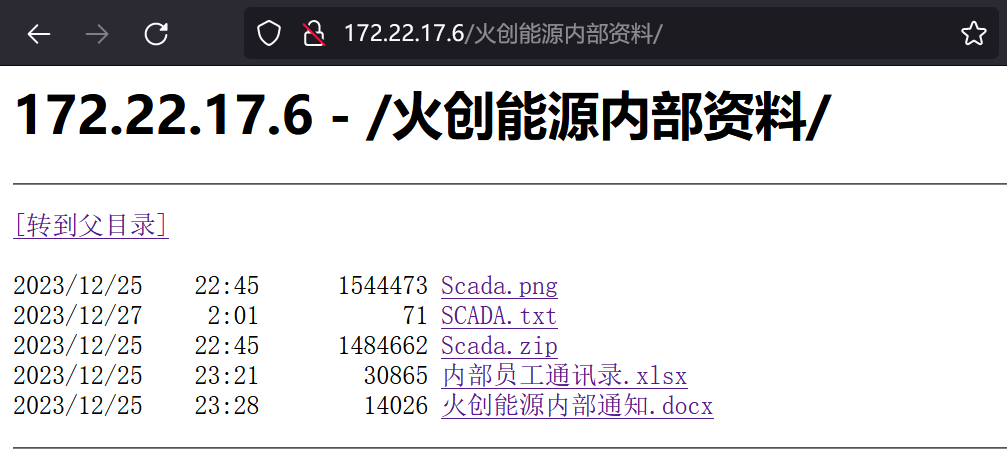 172.22.17.6/火创能源内部资料/
172.22.17.6 - /火创能源内部资料/
[转到父目录]
2023/12/25 22:45 1544473 Scada.png
2023/12/27 2:01 71 SCADA.txt
2023/12/25 22:45 1484662 Scada.zip
2023/12/25 23:21 30865 内部员工通讯录.xlsx
2023/12/25 23:28 14026 火创能源内部通知.docx